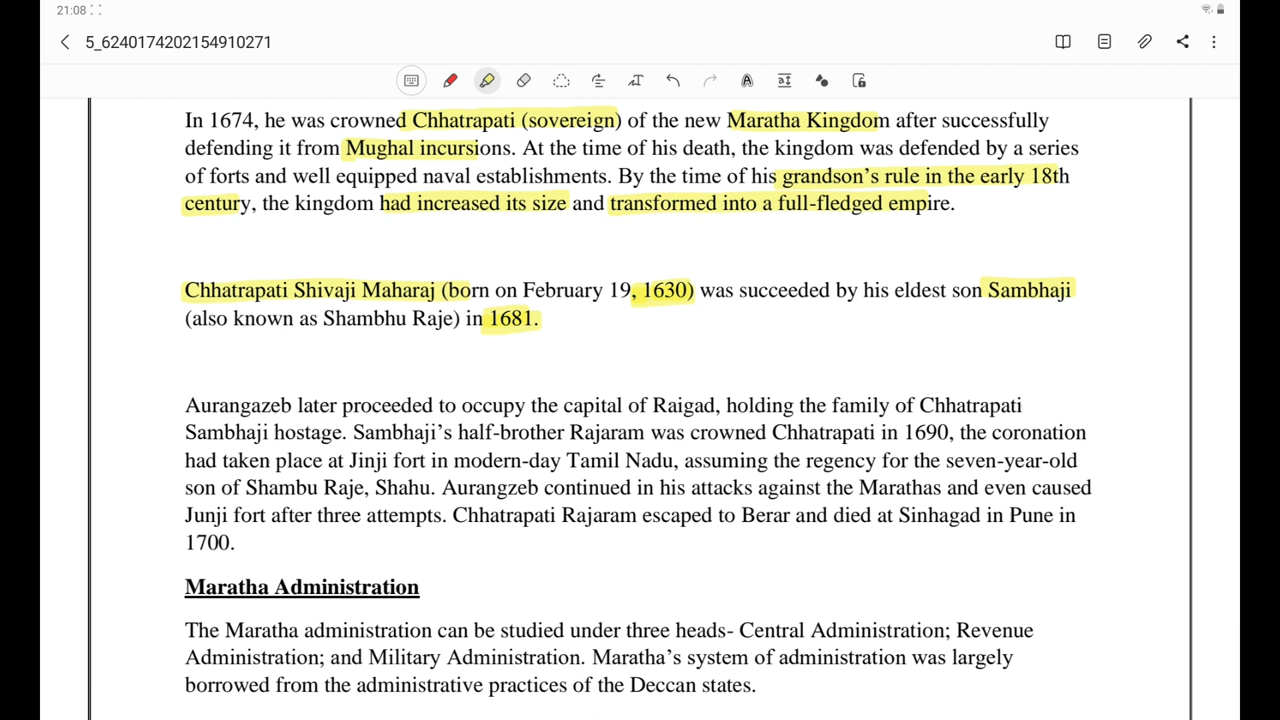 21:08
5_6240174202154910271
In 1674, he was crowned Chhatrapati (sovereign) of the new Maratha Kingdom after successfully
defending it from Mughal incursions. At the time of his death, the kingdom was defended by a series
of forts and well equipped naval establishments. By the time of his grandson’s rule in the early 18th
century, the kingdom had increased its size and transformed into a full-fledged empire.
Chhatrapati Shivaji Maharaj (born on February 19, 1630) was succeeded by his eldest son Sambhaji
(also known as Shambhu Raje) in 1681.
Aurangazeb later proceeded to occupy the capital of Raigad, holding the family of Chhatrapati
Sambhaji hostage. Sambhaji’s half-brother Rajaram was crowned Chhatrapati in 1690, the coronation
had taken place at Jinji fort in modern-day Tamil Nadu, assuming the regency for the seven-year-old
son of Shambu Raje, Shahu. Aurangzeb continued in his attacks against the Marathas and even caused
Junji fort after three attempts. Chhatrapati Rajaram escaped to Berar and died at Sinhagad in Pune in
1700.
Maratha Administration
The Maratha administration can be studied under three heads- Central Administration; Revenue
Administration; and Military Administration. Maratha’s system of administration was largely
borrowed from the administrative practices of the Deccan states.